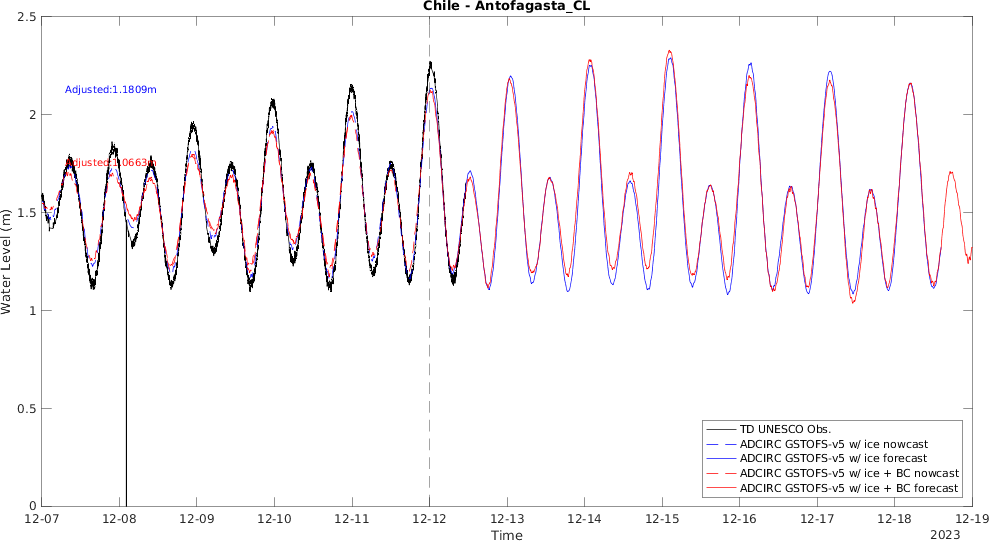 Chile - Antofagasta_CL
2.5
2
1.5
1
0.5
0
Water Level (m)
Adjusted:1.1809m
Adjusted:1.0663m
TD UNESCO Obs.
ADCIRC GSTOFS-v5 w/ ice nowcast
ADCIRC GSTOFS-v5 w/ ice forecast
ADCIRC GSTOFS-v5 w/ ice + BC nowcast
ADCIRC GSTOFS-v5 w/ ice + BC forecast
12-07 12-08 12-09 12-10 12-11 12-12 12-13 12-14 12-15 12-16 12-17 12-18 12-19
Time
2023